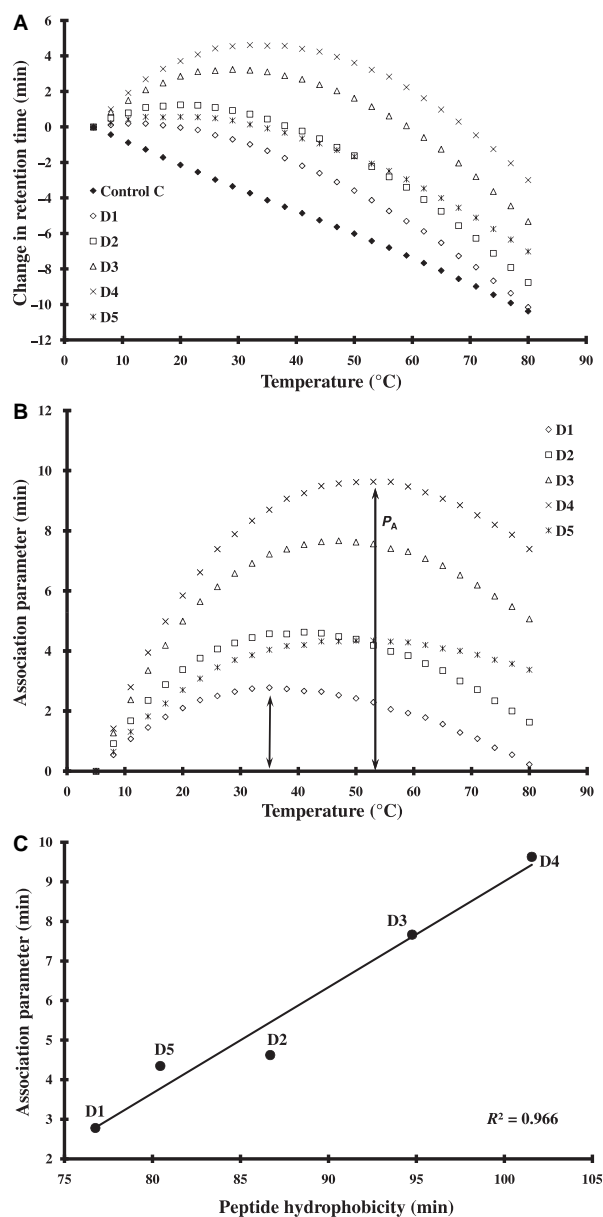 A
6
4
2
0
−2
−4
−6
−8
−10
−12
Change in retention time (min)
Control C
D1
D2
D3
D4
D5
0 10 20 30 40 50 60 70 80 90
Temperature (°C)
B
12
10
8
6
4
2
0
Association parameter (min)
D1
D2
D3
D4
D5
PA
0 10 20 30 40 50 60 70 80 90
Temperature (°C)
C
10
9
8
7
6
5
4
3
2
Association parameter (min)
D4
D3
D5
D2
D1
R² = 0.966
75 80 85 90 95 100 105
Peptide hydrophobicity (min)